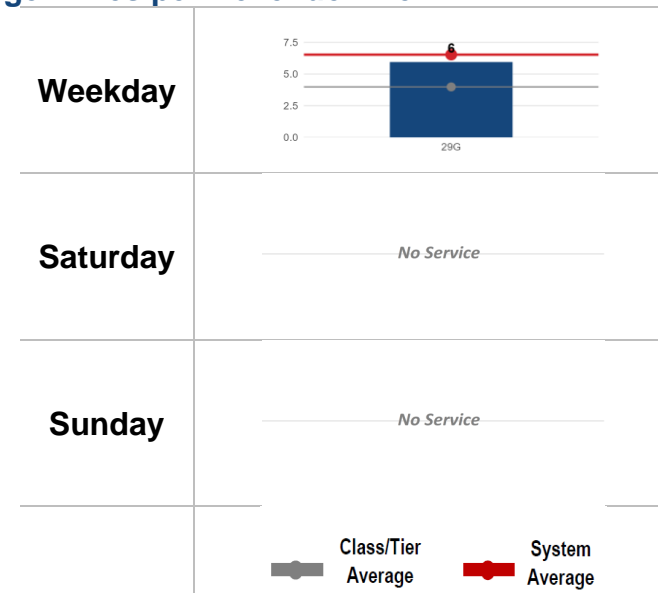 Weekday
7.5
5.0
2.5
0.0
6
29G
Saturday
No Service
Sunday
No Service
Class/Tier
Average
System
Average